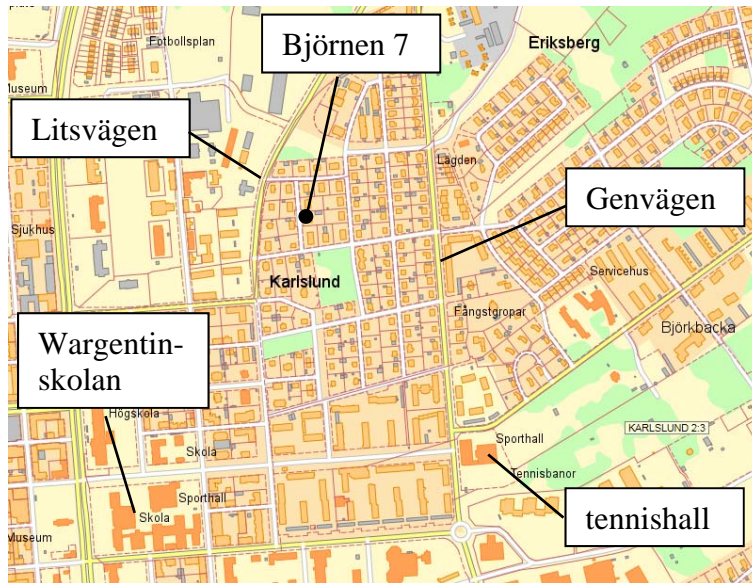 Fotbollsplan
Björnen 7
Eriksberg
Museum
Litsvägen
Lägden
Genvägen
Sjukhus
Karlslund
Servicehus
Fångstgropar
Björkbacka
Wargentin-
skolan
Högskola
KARLSLUND 2:3
Sporthall
Skola
Tennisbanor
Sporthall
Skola
tennishall
Museum